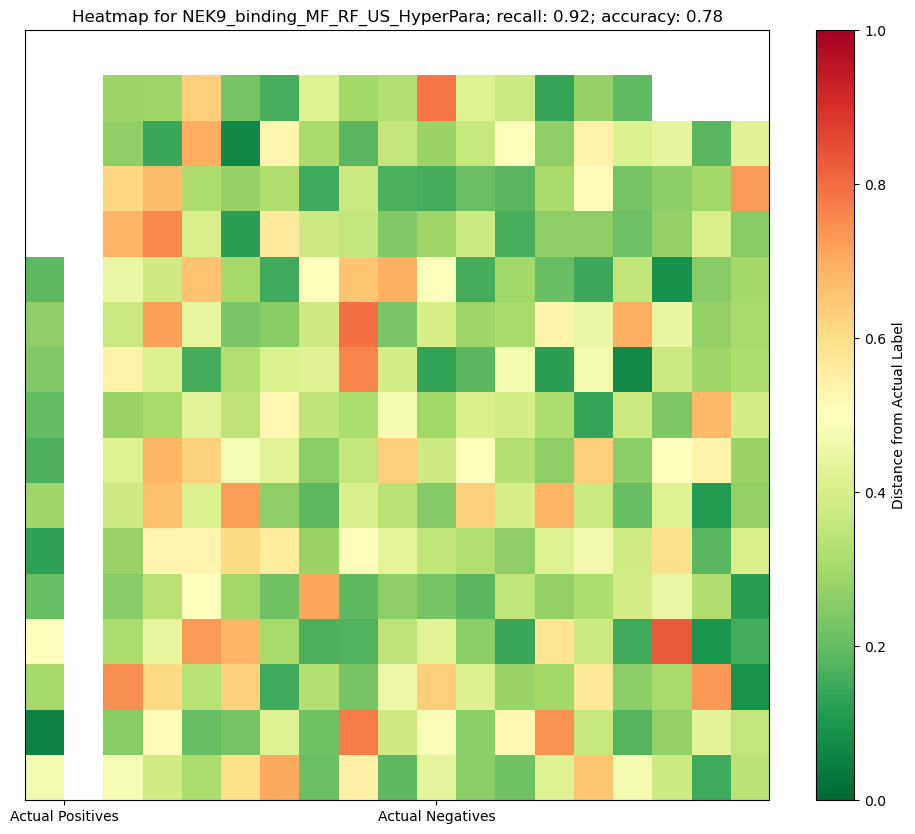 Heatmap for NEK9_binding_MF_RF_US_HyperPara; recall: 0.92; accuracy: 0.78
1.0
0.8
0.6
0.4
0.2
0.0
Distance from Actual Label
Actual Positives
Actual Negatives